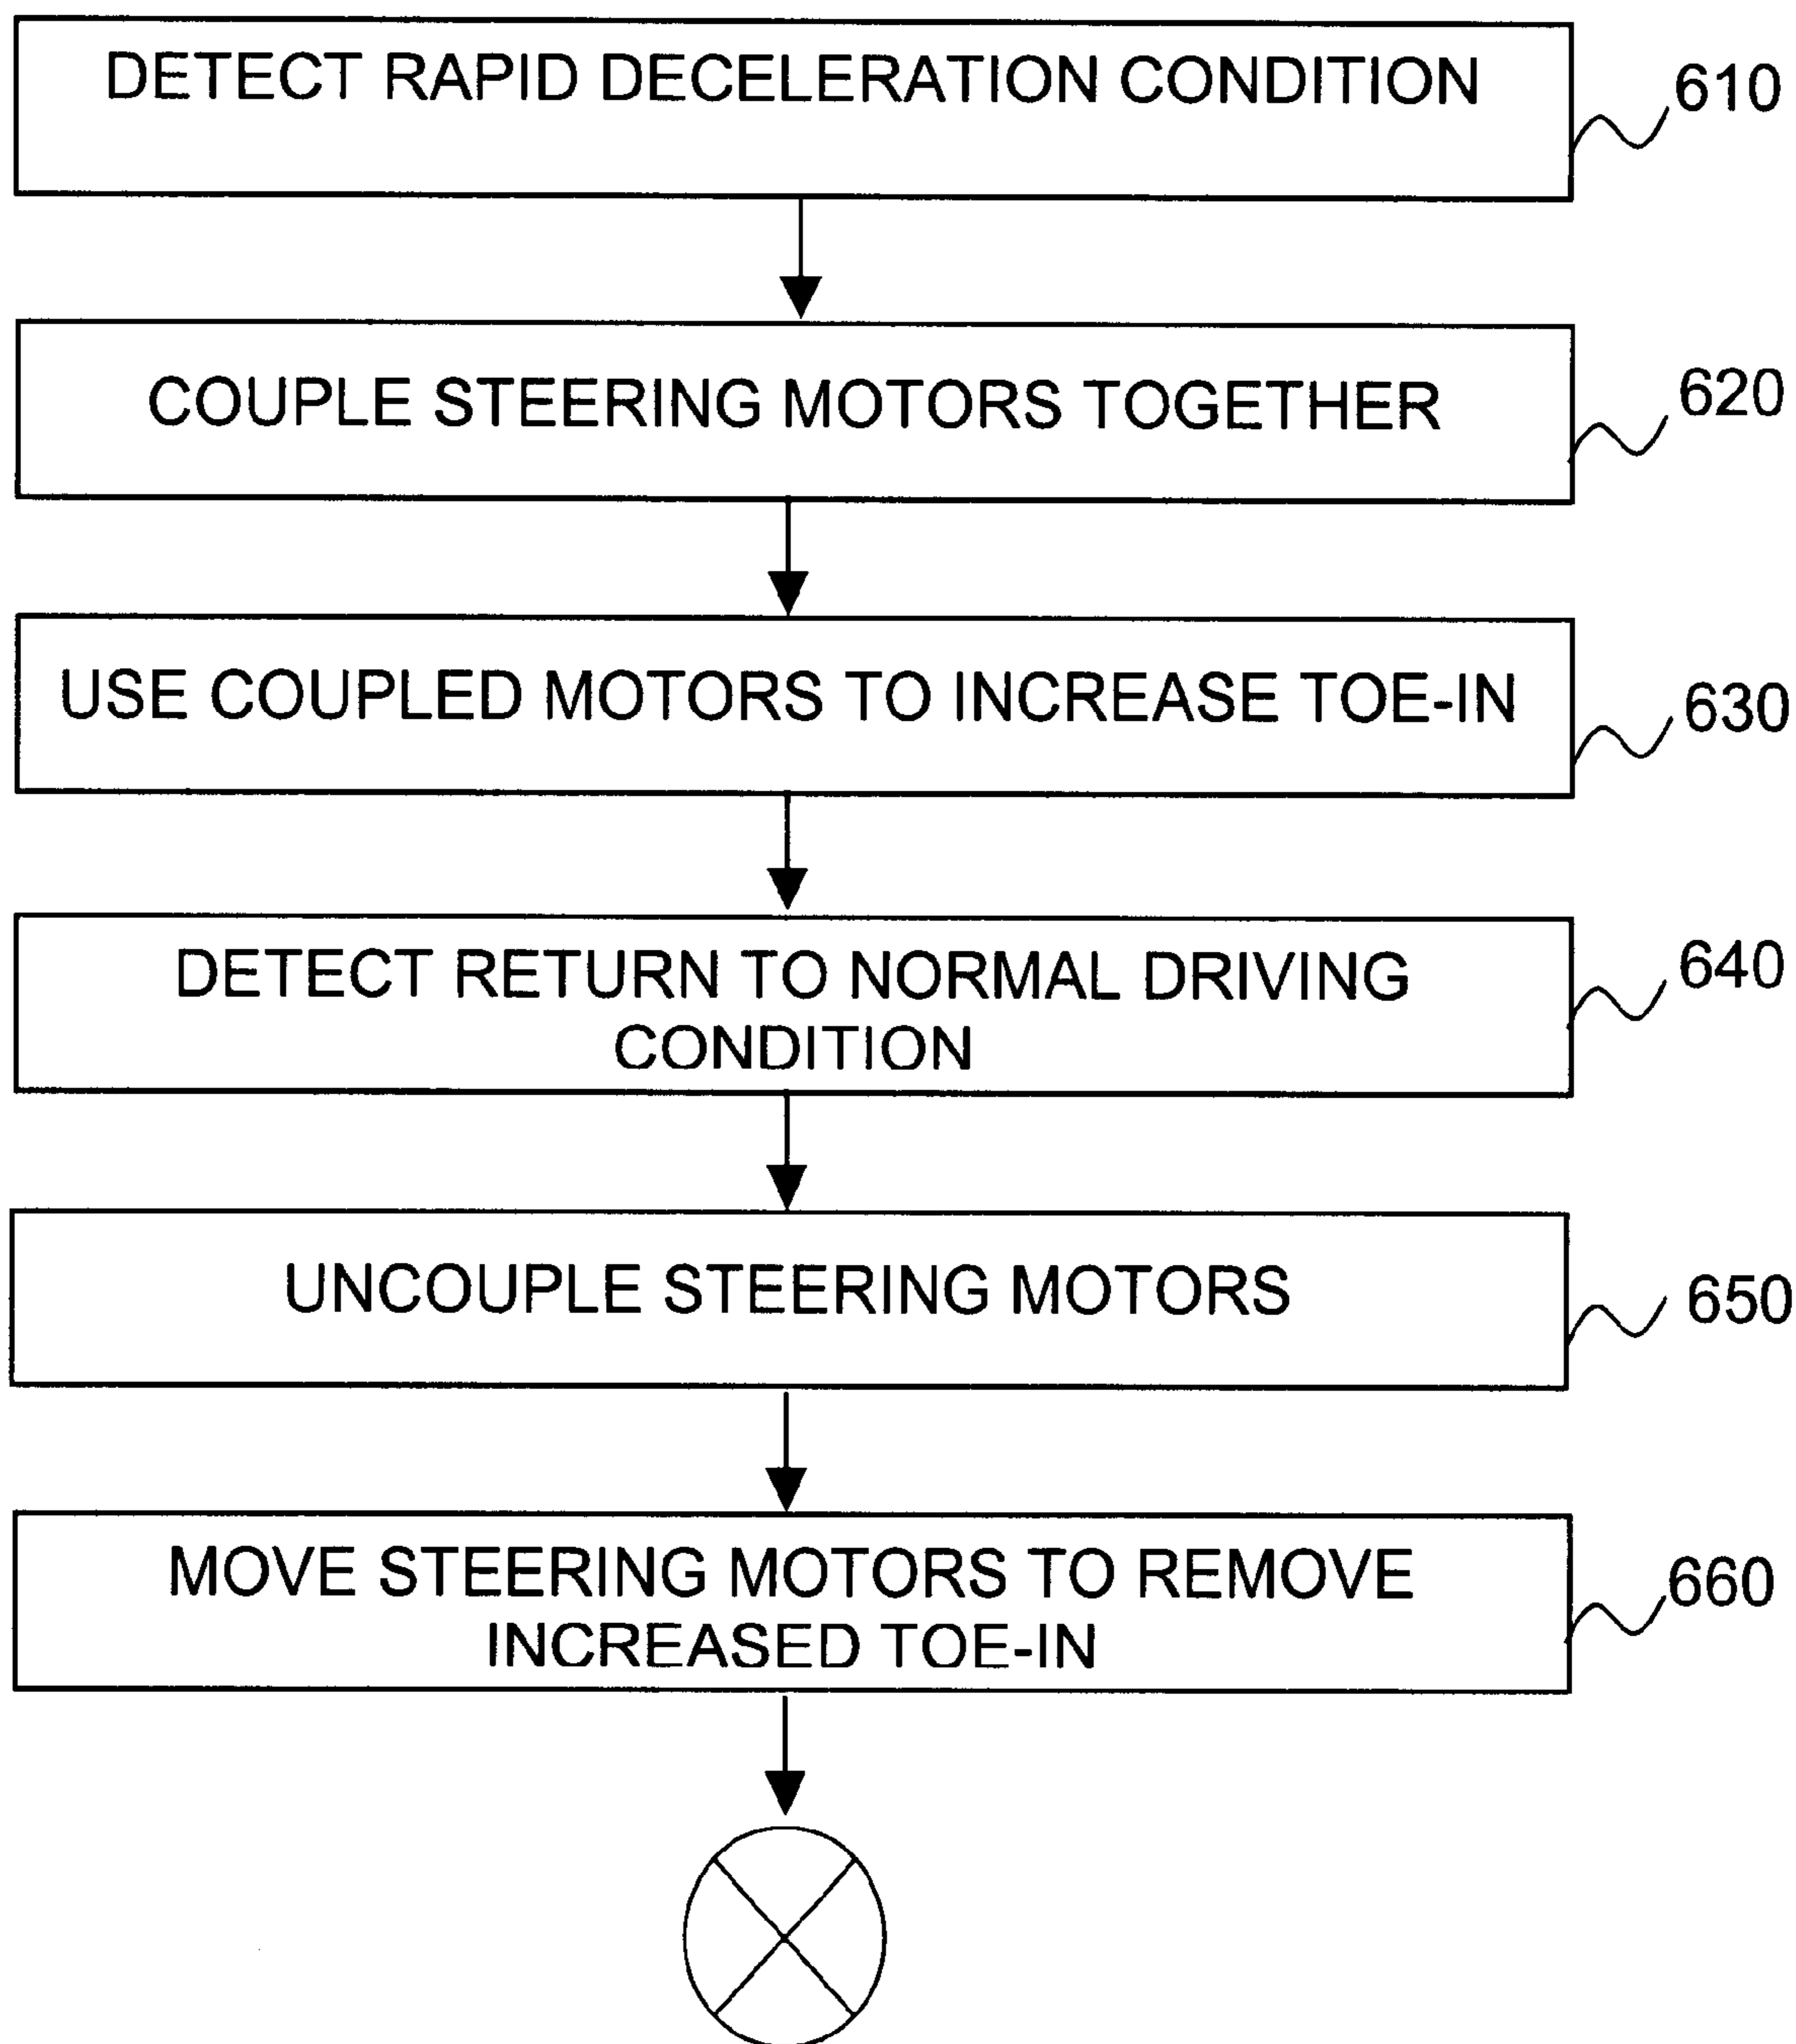 DETECT RAPID DECELERATION CONDITION
610
COUPLE STEERING MOTORS TOGETHER
620
USE COUPLED MOTORS TO INCREASE TOE-IN
630
DETECT RETURN TO NORMAL DRIVING
CONDITION
640
UNCOUPLE STEERING MOTORS
650
MOVE STEERING MOTORS TO REMOVE
INCREASED TOE-IN
660